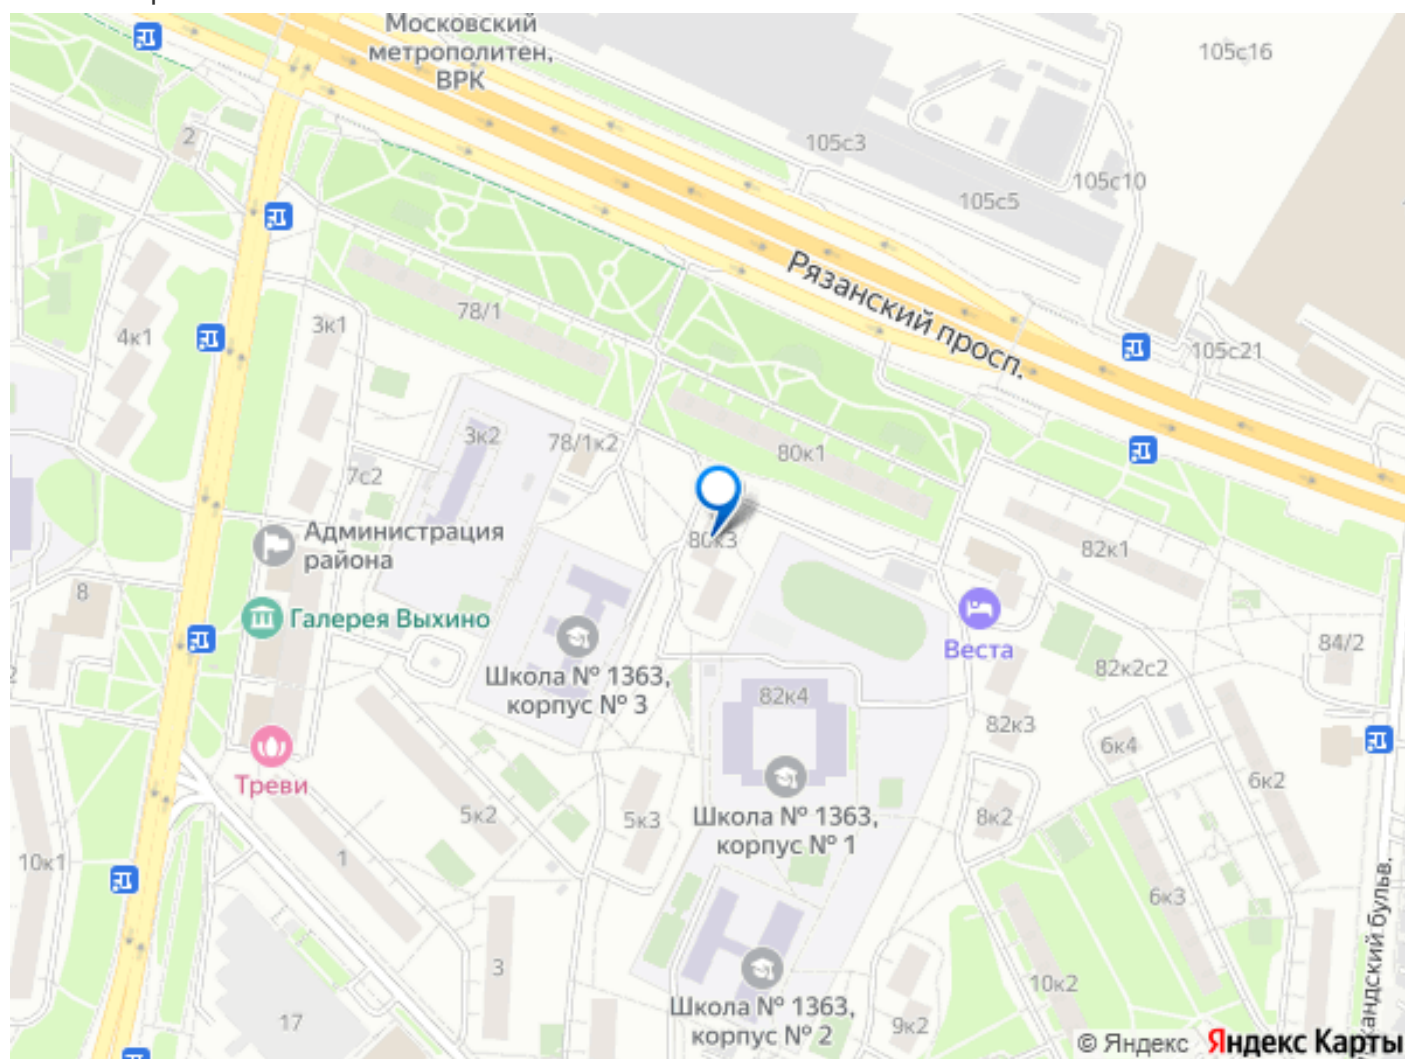 Московский
метрополитен,
ВРК
105с16
105с3
105с10
105с5
2
Рязанский просп.
78/1
3к1
4к1
105с21
3к2
78/1к2
80к1
7с2
Администрация
района
80к3
82к1
8
Галерея Выхино
Веста
84/2
Школа № 1363,
корпус № 3
82к2с2
82к4
82к3
6к4
Треви
6к2
5к2
5к3
Школа № 1363,
корпус № 1
8к2
10к1
1
6к3
3
10к2
Школа № 1363,
корпус № 2
17
9к2
кандский бульв.
© Яндекс Яндекс Карты